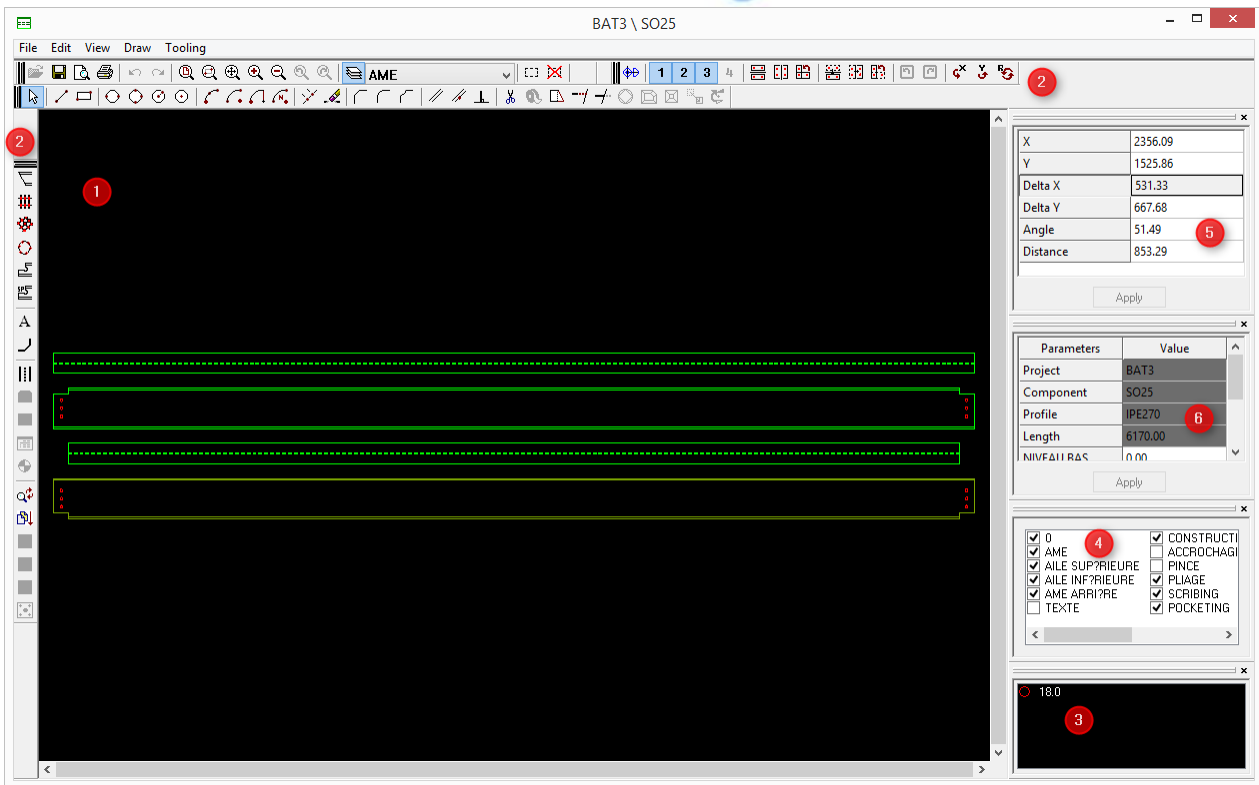 BAT3 \ SO25
File Edit View Draw Tooling
AME
1 2 3 4
X Y R
2
2
1
A
X 2356.09
Y 1525.86
Delta X 531.33
Delta Y 667.68
Angle 51.49
Distance 853.29
5
Apply
Parameters Value
Project BAT3
Component SO25
Profile IPE270
Length 6170.00
NIVEAU BAS 0.00
6
Apply
0 CONSTRUCTI
AME ACCROCHAGI
AILE SUP?RIEURE PINCE
AILE INF?RIEURE PLIAGE
AME ARRI?RE SCRIBING
TEXTE POCKETING
4
18.0
3